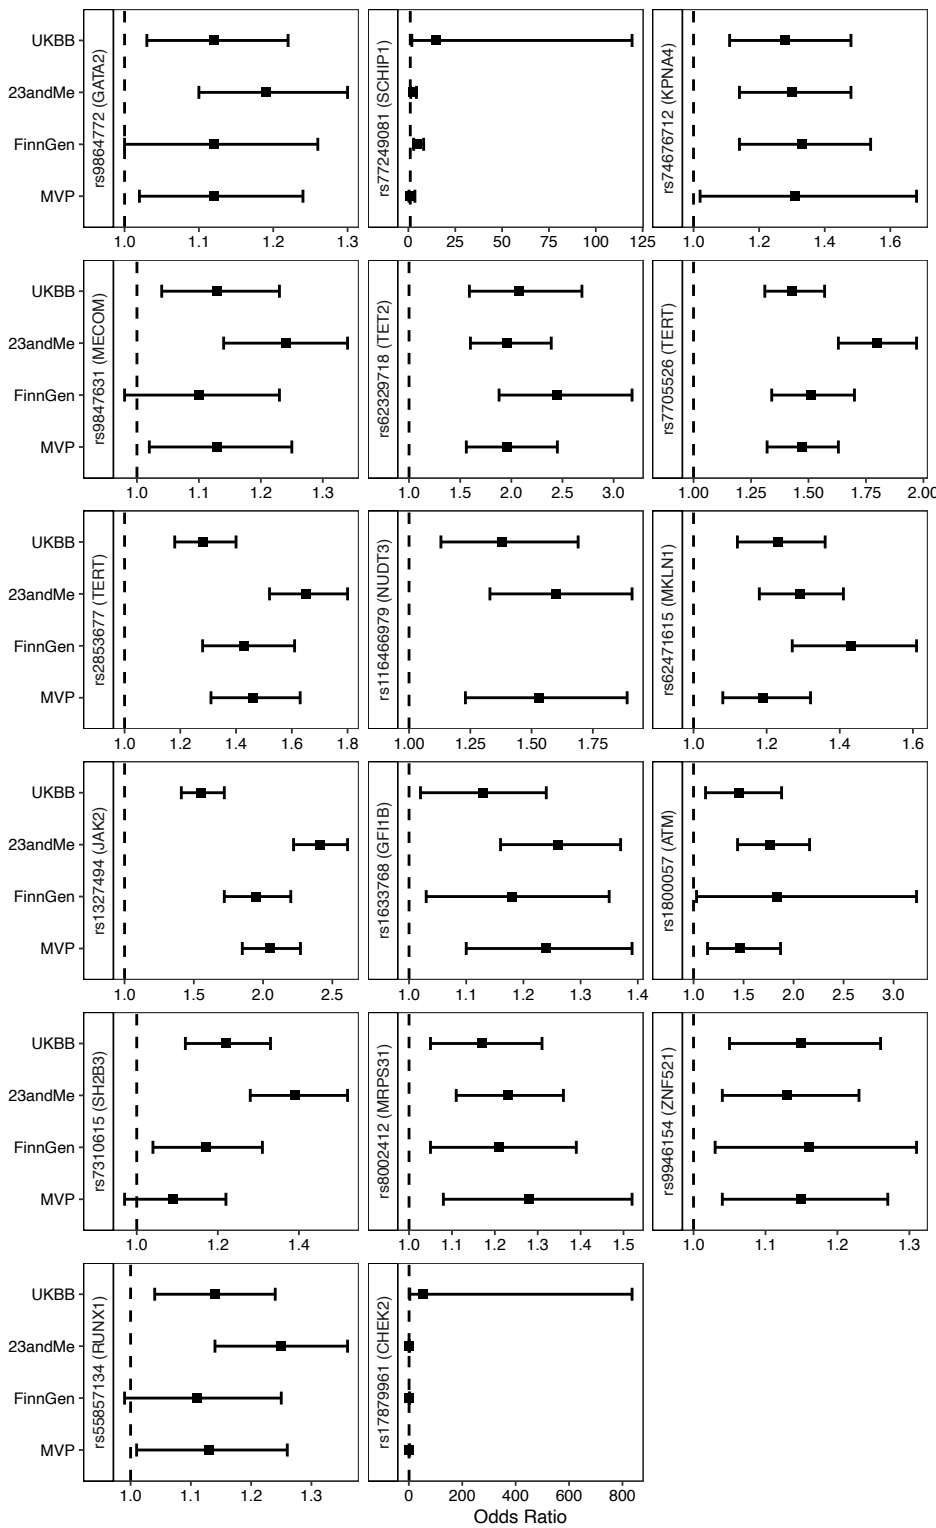 UKBB
23andMe
FinnGen
MVP
rs9864772 (GATA2)
1.0 1.1 1.2 1.3
rs77249081 (SCHIP1)
0 25 50 75 100 125
rs74676712 (KPNA4)
1.0 1.2 1.4 1.6
UKBB
23andMe
FinnGen
MVP
rs9847631 (MECOM)
1.0 1.1 1.2 1.3
rs62329718 (TET2)
1.0 1.5 2.0 2.5 3.0
rs7705526 (TERT)
1.00 1.25 1.50 1.75 2.00
UKBB
23andMe
FinnGen
MVP
rs2853677 (TERT)
1.0 1.2 1.4 1.6 1.8
rs116466979 (NUDT3)
1.00 1.25 1.50 1.75
rs62471615 (MKLN1)
1.0 1.2 1.4 1.6
UKBB
23andMe
FinnGen
MVP
rs1327494 (JAK2)
1.0 1.5 2.0 2.5
rs1633768 (GFI1B)
1.0 1.1 1.2 1.3 1.4
rs1800057 (ATM)
1.0 1.5 2.0 2.5 3.0
UKBB
23andMe
FinnGen
MVP
rs7310615 (SH2B3)
1.0 1.2 1.4
rs8002412 (MRPS31)
1.0 1.1 1.2 1.3 1.4 1.5
rs9946154 (ZNF521)
1.0 1.1 1.2 1.3
UKBB
23andMe
FinnGen
MVP
rs55857134 (RUNX1)
1.0 1.1 1.2 1.3
rs17879961 (CHEK2)
0 200 400 600 800
Odds Ratio